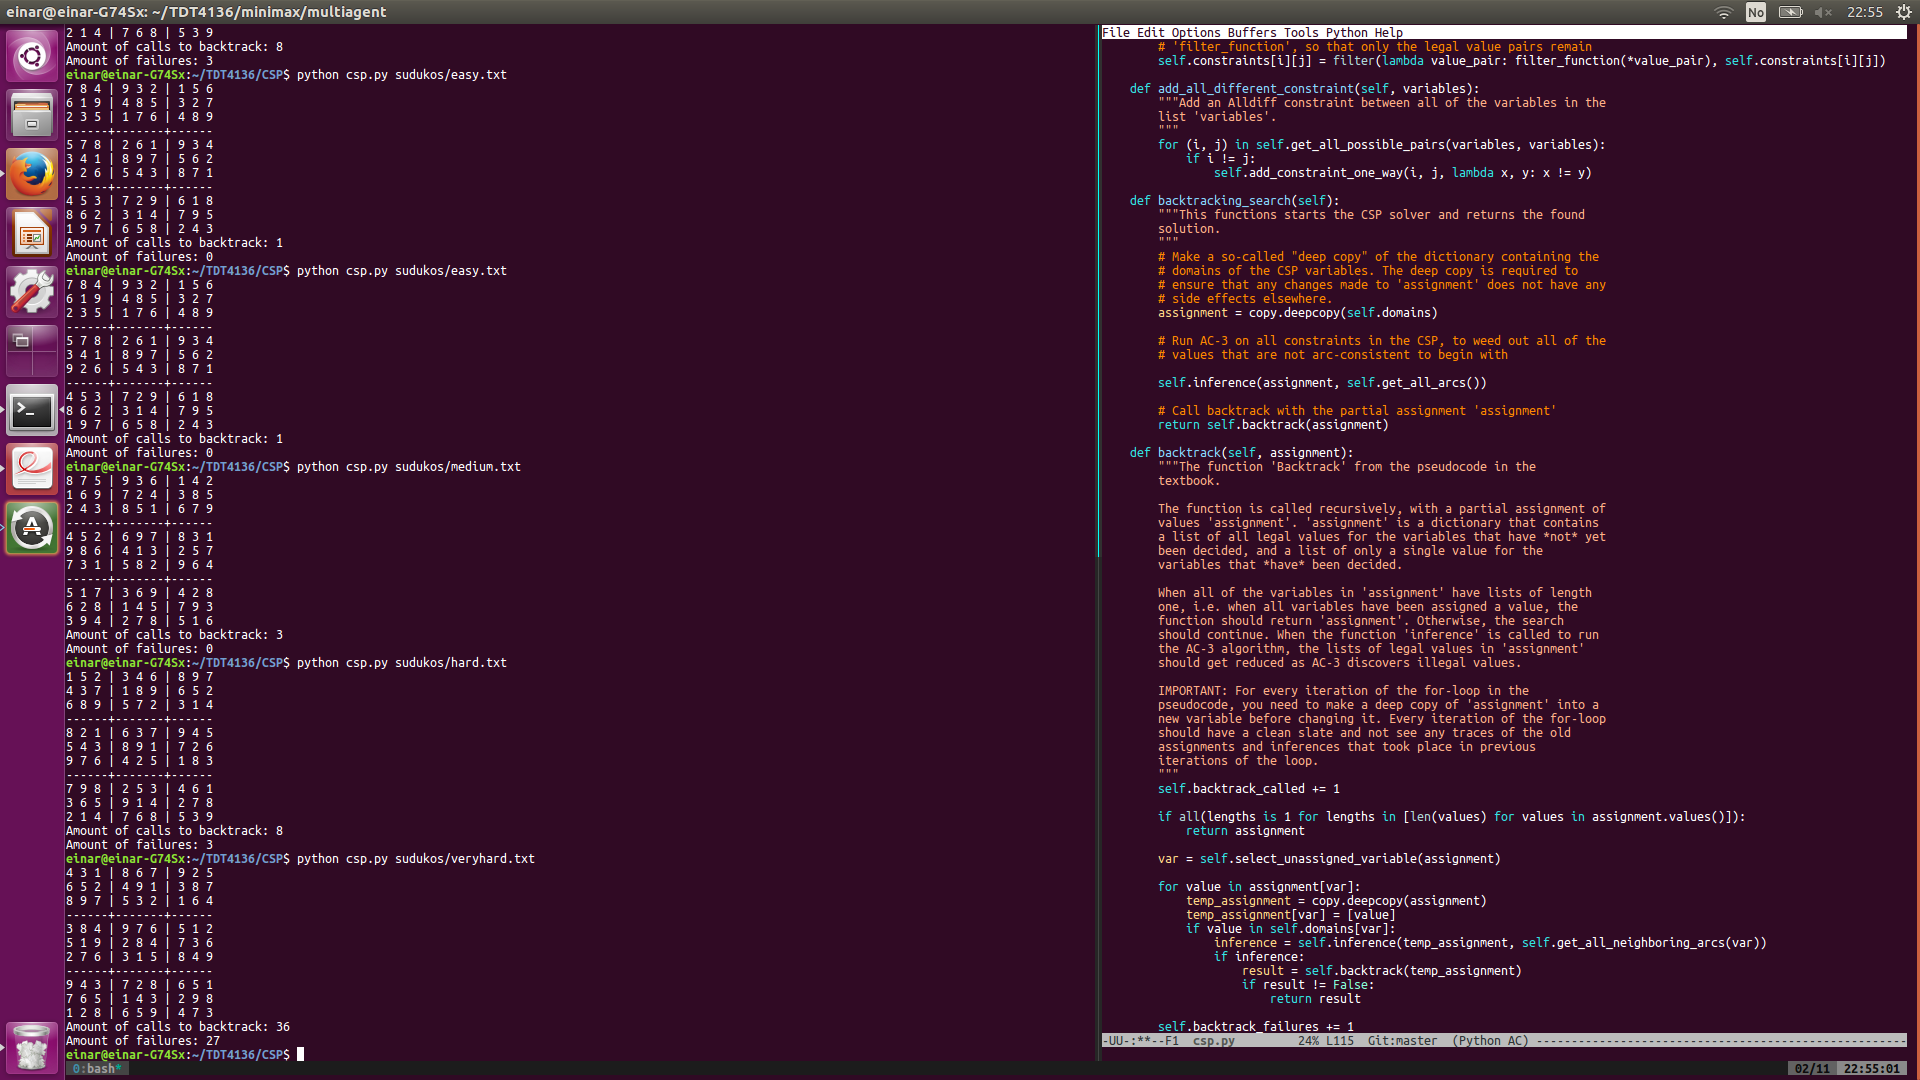 einar@einar-G74Sx: ~/TDT4136/minimax/multiagent
No
22:55
2 1 4 | 7 6 8 | 5 3 9
Amount of calls to backtrack: 8
Amount of failures: 3
einar@einar-G74Sx:~/TDT4136/CSP$ python csp.py sudukos/easy.txt
7 8 4 | 9 3 2 | 1 5 6
6 1 9 | 4 8 5 | 3 2 7
2 3 5 | 1 7 6 | 4 8 9
------+-------+------
5 7 8 | 2 6 1 | 9 3 4
3 4 1 | 8 9 7 | 5 6 2
9 2 6 | 5 4 3 | 8 7 1
------+-------+------
4 5 3 | 7 2 9 | 6 1 8
8 6 2 | 3 1 4 | 7 9 5
1 9 7 | 6 5 8 | 2 4 3
Amount of calls to backtrack: 1
Amount of failures: 0
einar@einar-G74Sx:~/TDT4136/CSP$ python csp.py sudukos/easy.txt
7 8 4 | 9 3 2 | 1 5 6
6 1 9 | 4 8 5 | 3 2 7
2 3 5 | 1 7 6 | 4 8 9
------+-------+------
5 7 8 | 2 6 1 | 9 3 4
3 4 1 | 8 9 7 | 5 6 2
9 2 6 | 5 4 3 | 8 7 1
------+-------+------
4 5 3 | 7 2 9 | 6 1 8
8 6 2 | 3 1 4 | 7 9 5
1 9 7 | 6 5 8 | 2 4 3
Amount of calls to backtrack: 1
Amount of failures: 0
einar@einar-G74Sx:~/TDT4136/CSP$ python csp.py sudukos/medium.txt
8 7 5 | 9 3 6 | 1 4 2
1 6 9 | 7 2 4 | 3 8 5
2 4 3 | 8 5 1 | 6 7 9
------+-------+------
4 5 2 | 6 9 7 | 8 3 1
9 8 6 | 4 1 3 | 2 5 7
7 3 1 | 5 8 2 | 9 6 4
------+-------+------
5 1 7 | 3 6 9 | 4 2 8
6 2 8 | 1 4 5 | 7 9 3
3 9 4 | 2 7 8 | 5 1 6
Amount of calls to backtrack: 3
Amount of failures: 0
einar@einar-G74Sx:~/TDT4136/CSP$ python csp.py sudukos/hard.txt
1 5 2 | 3 4 6 | 8 9 7
4 3 7 | 1 8 9 | 6 5 2
6 8 9 | 5 7 2 | 3 1 4
------+-------+------
8 2 1 | 6 3 7 | 9 4 5
5 4 3 | 8 9 1 | 7 2 6
9 7 6 | 4 2 5 | 1 8 3
------+-------+------
7 9 8 | 2 5 3 | 4 6 1
3 6 5 | 9 1 4 | 2 7 8
2 1 4 | 7 6 8 | 5 3 9
Amount of calls to backtrack: 8
Amount of failures: 3
einar@einar-G74Sx:~/TDT4136/CSP$ python csp.py sudukos/veryhard.txt
4 3 1 | 8 6 7 | 9 2 5
6 5 2 | 4 9 1 | 3 8 7
8 9 7 | 5 3 2 | 1 6 4
------+-------+------
3 8 4 | 9 7 6 | 5 1 2
5 1 9 | 2 8 4 | 7 3 6
2 7 6 | 3 1 5 | 8 4 9
------+-------+------
9 4 3 | 7 2 8 | 6 5 1
7 6 5 | 1 4 3 | 2 9 8
1 2 8 | 6 5 9 | 4 7 3
Amount of calls to backtrack: 36
Amount of failures: 27
einar@einar-G74Sx:~/TDT4136/CSP$
File Edit Options Buffers Tools Python Help
# 'filter_function', so that only the legal value pairs remain
self.constraints[i][j] = filter(lambda value_pair: filter_function(*value_pair), self.constraints[i][j])
def add_all_different_constraint(self, variables):
"""Add an Alldiff constraint between all of the variables in the
list 'variables'.
"""
for (i, j) in self.get_all_possible_pairs(variables, variables):
if i != j:
self.add_constraint_one_way(i, j, lambda x, y: x != y)
def backtracking_search(self):
"""This functions starts the CSP solver and returns the found
solution.
"""
# Make a so-called "deep copy" of the dictionary containing the
# domains of the CSP variables. The deep copy is required to
# ensure that any changes made to 'assignment' does not have any
# side effects elsewhere.
assignment = copy.deepcopy(self.domains)
# Run AC-3 on all constraints in the CSP, to weed out all of the
# values that are not arc-consistent to begin with
self.inference(assignment, self.get_all_arcs())
# Call backtrack with the partial assignment 'assignment'
return self.backtrack(assignment)
def backtrack(self, assignment):
"""The function 'Backtrack' from the pseudocode in the
textbook.
The function is called recursively, with a partial assignment of
values 'assignment'. 'assignment' is a dictionary that contains
a list of all legal values for the variables that have *not* yet
been decided, and a list of only a single value for the
variables that *have* been decided.
When all of the variables in 'assignment' have lists of length
one, i.e. when all variables have been assigned a value, the
function should return 'assignment'. Otherwise, the search
should continue. When the function 'inference' is called to run
the AC-3 algorithm, the lists of legal values in 'assignment'
should get reduced as AC-3 discovers illegal values.
IMPORTANT: For every iteration of the for-loop in the
pseudocode, you need to make a deep copy of 'assignment' into a
new variable before changing it. Every iteration of the for-loop
should have a clean slate and not see any traces of the old
assignments and inferences that took place in previous
iterations of the loop.
"""
self.backtrack_called += 1
if all(lengths is 1 for lengths in [len(values) for values in assignment.values()]):
return assignment
var = self.select_unassigned_variable(assignment)
for value in assignment[var]:
temp_assignment = copy.deepcopy(assignment)
temp_assignment[var] = [value]
if value in self.domains[var]:
inference = self.inference(temp_assignment, self.get_all_neighboring_arcs(var))
if inference:
result = self.backtrack(temp_assignment)
if result != False:
return result
self.backtrack_failures += 1
-UU-:**--F1 csp.py 24% L115 Git:master (Python AC) -----------------------------------------------------
0:bash*
02/11 22:55:01